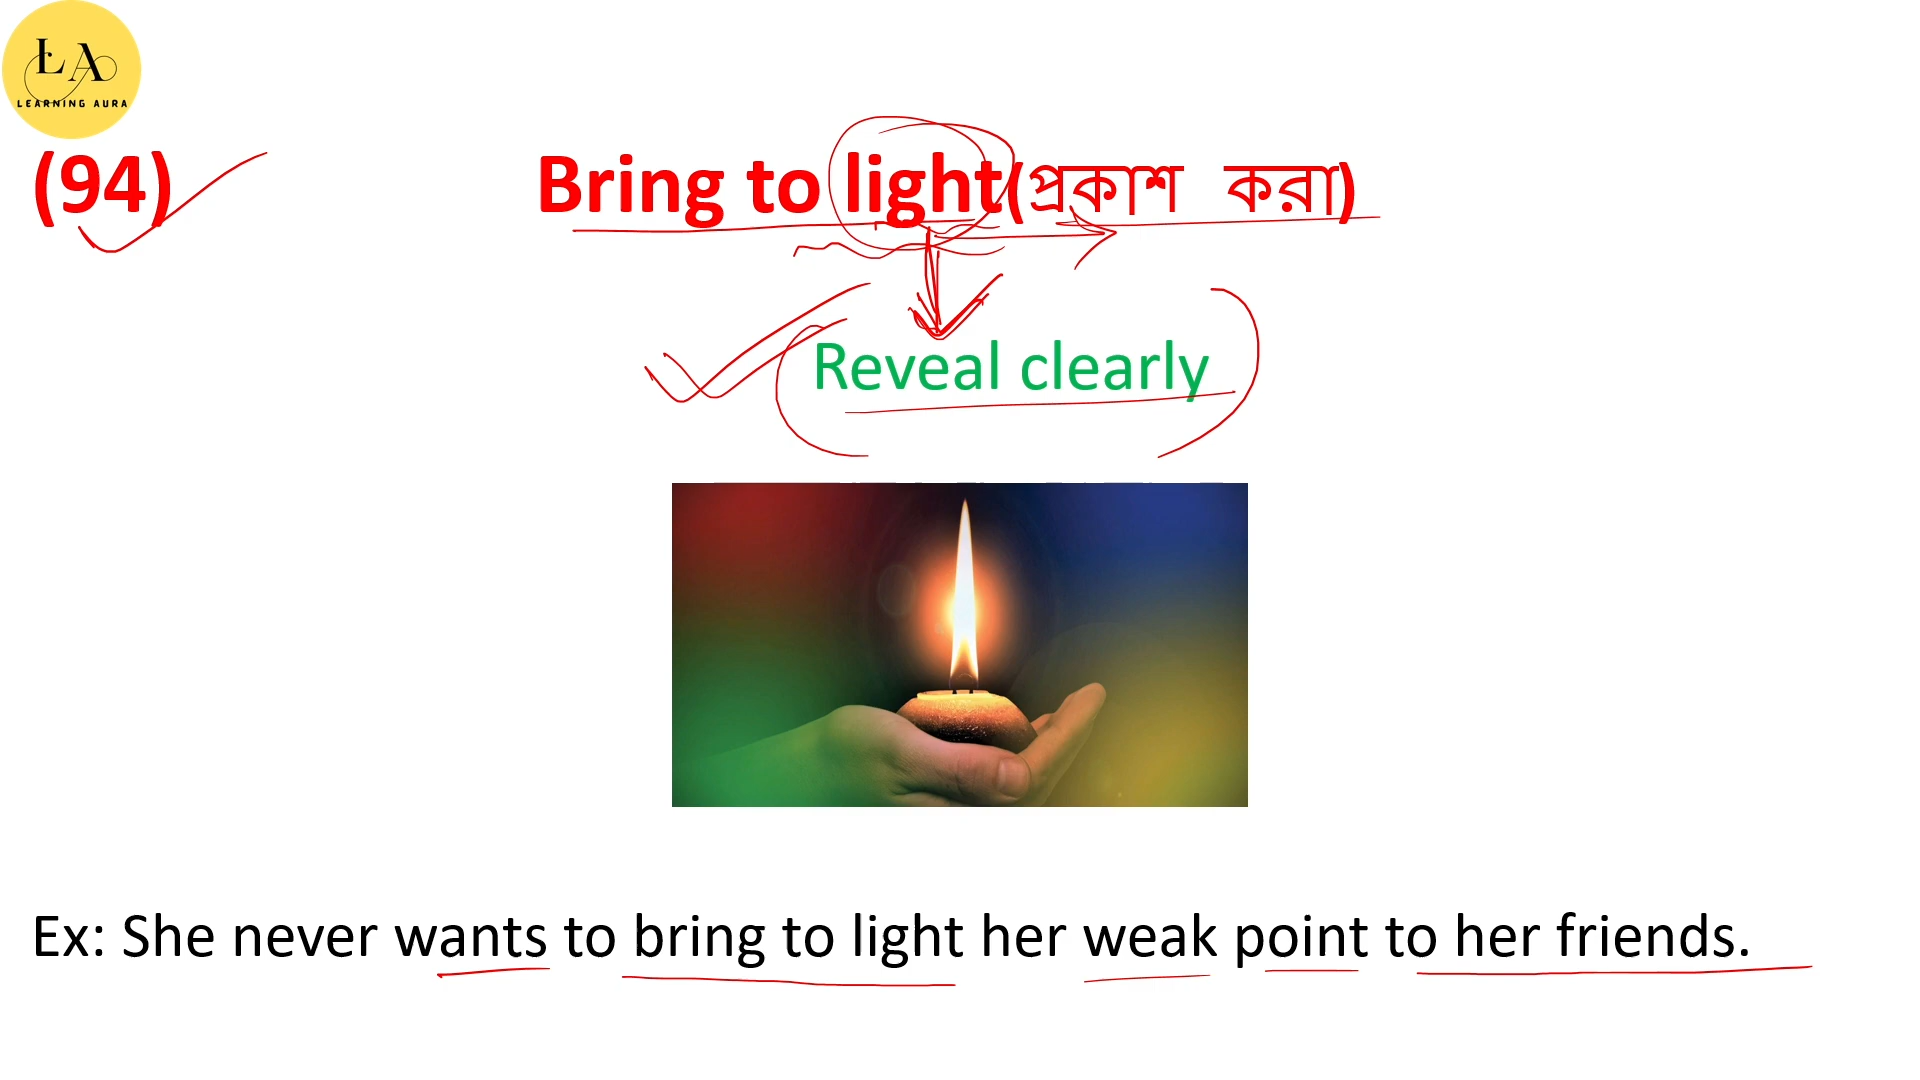 LA
LEARNING AURA
(94) Bring to light(প্রকাশ করা)
Reveal clearly
Ex: She never wants to bring to light her weak point to her friends.